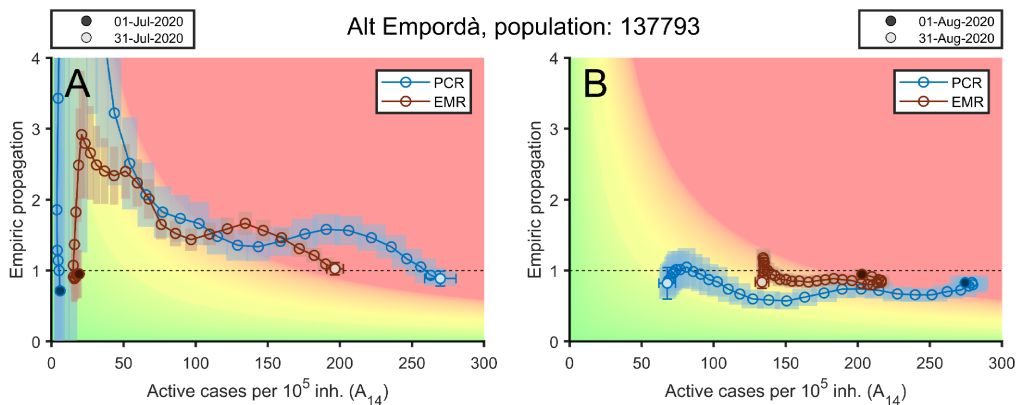 01-Jul-2020
31-Jul-2020
Alt Empordà, population: 137793
01-Aug-2020
31-Aug-2020
A
PCR
EMR
Empiric propagation
4
3
2
1
0
0 50 100 150 200 250 300
Active cases per 10⁵ inh. (A₁₄)
B
PCR
EMR
Empiric propagation
4
3
2
1
0
0 50 100 150 200 250 300
Active cases per 10⁵ inh. (A₁₄)